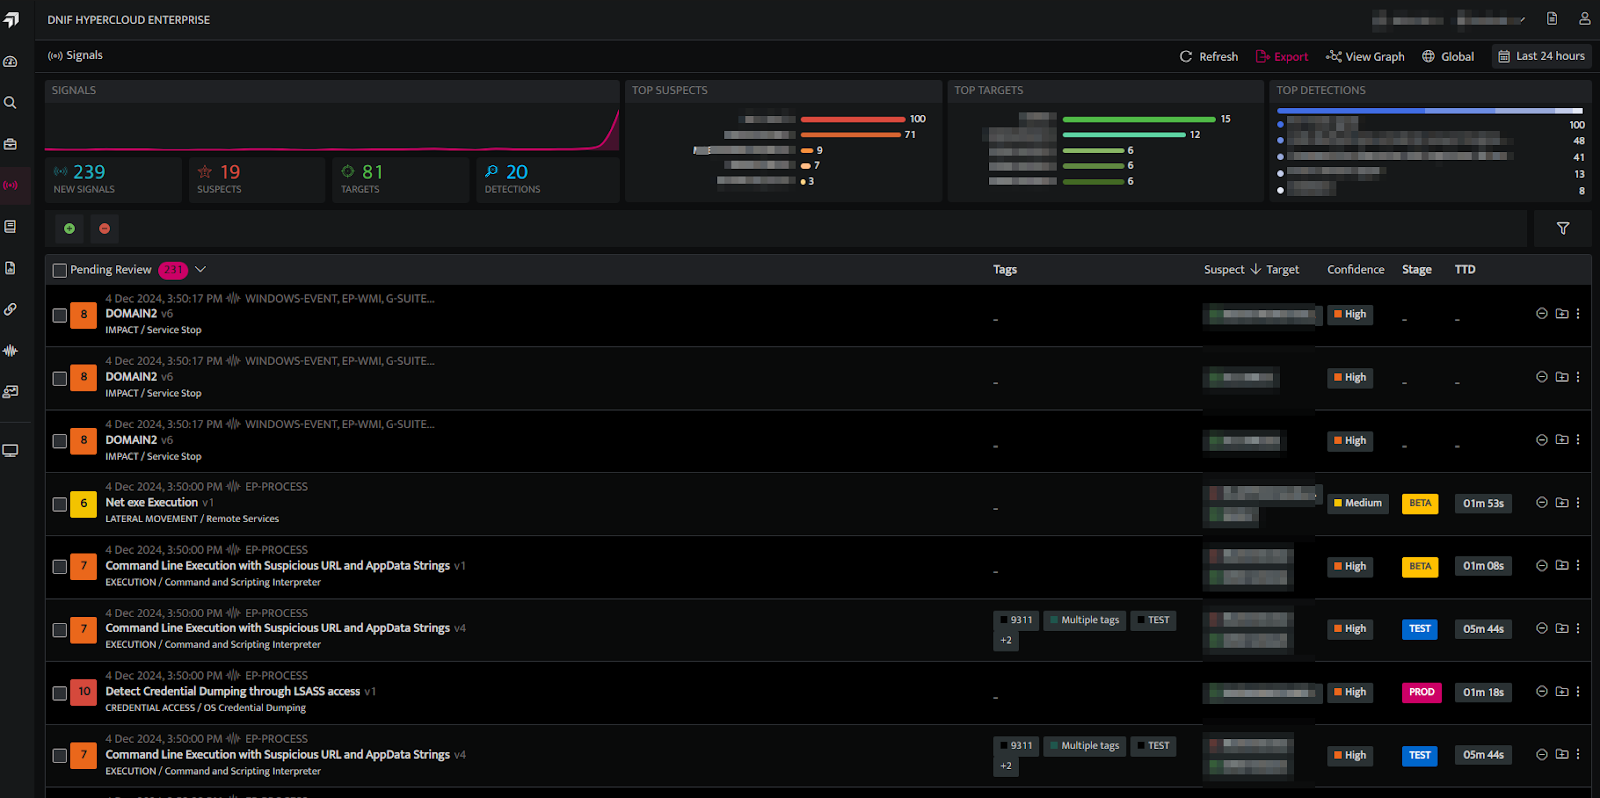 DNIF HYPERCLOUD ENTERPRISE
Signals
Refresh Export View Graph Global Last 24 hours
SIGNALS
239
NEW SIGNALS
19
SUSPECTS
81
TARGETS
20
DETECTIONS
TOP SUSPECTS
100
71
9
7
3
TOP TARGETS
15
12
6
6
6
TOP DETECTIONS
100
48
41
13
8
Pending Review 231 Tags Suspect Target Confidence Stage TTD
4 Dec 2024, 3:50:17 PM WINDOWS-EVENT, EP-WMI, G-SUITE...
8 DOMAIN2 v6 - High - -
IMPACT / Service Stop
4 Dec 2024, 3:50:17 PM WINDOWS-EVENT, EP-WMI, G-SUITE...
8 DOMAIN2 v6 - High - -
IMPACT / Service Stop
4 Dec 2024, 3:50:17 PM WINDOWS-EVENT, EP-WMI, G-SUITE...
8 DOMAIN2 v6 - High - -
IMPACT / Service Stop
4 Dec 2024, 3:50:00 PM EP-PROCESS
6 Net exe Execution v1 - Medium BETA 01m 53s
LATERAL MOVEMENT / Remote Services
4 Dec 2024, 3:50:00 PM EP-PROCESS
7 Command Line Execution with Suspicious URL and AppData Strings v1 - High BETA 01m 08s
EXECUTION / Command and Scripting Interpreter
4 Dec 2024, 3:50:00 PM EP-PROCESS
7 Command Line Execution with Suspicious URL and AppData Strings v4 9311 Multiple tags TEST +2 High TEST 05m 44s
EXECUTION / Command and Scripting Interpreter
4 Dec 2024, 3:50:00 PM EP-PROCESS
10 Detect Credential Dumping through LSASS access v1 - High PROD 01m 18s
CREDENTIAL ACCESS / OS Credential Dumping
4 Dec 2024, 3:50:00 PM EP-PROCESS
7 Command Line Execution with Suspicious URL and AppData Strings v4 9311 Multiple tags TEST +2 High TEST 05m 44s
EXECUTION / Command and Scripting Interpreter